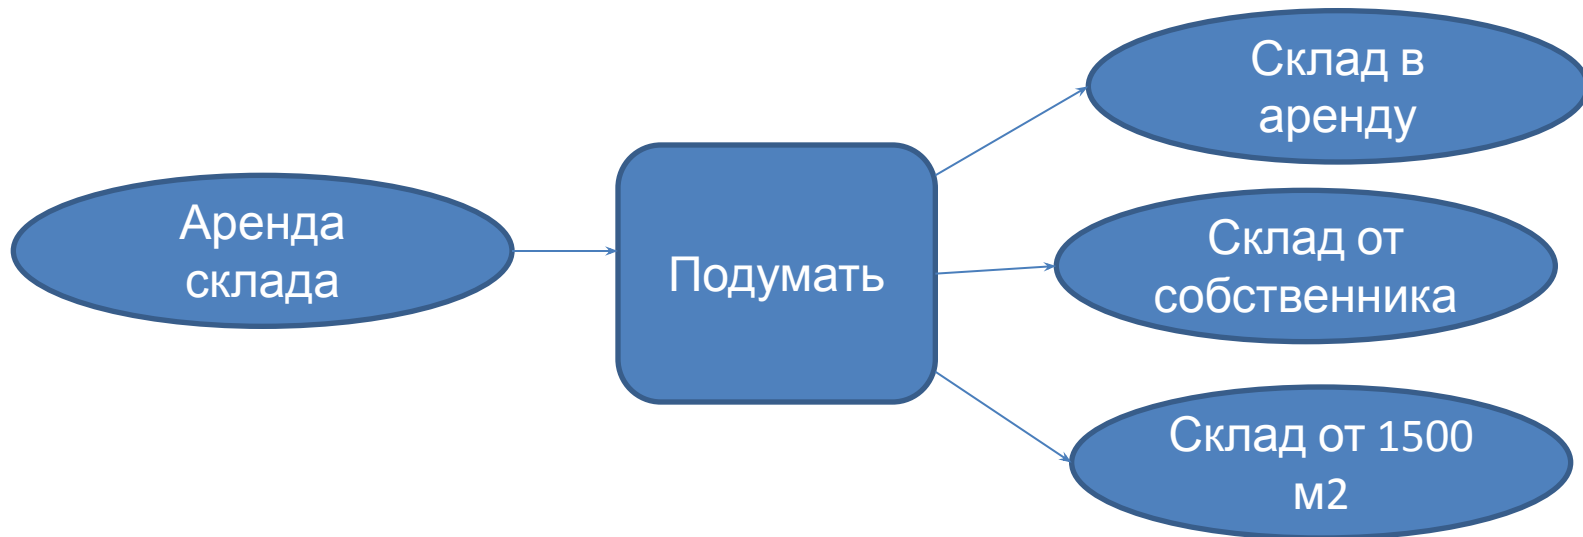 Аренда
склада
Подумать
Склад в
аренду
Склад от
собственника
Склад от 1500
м2